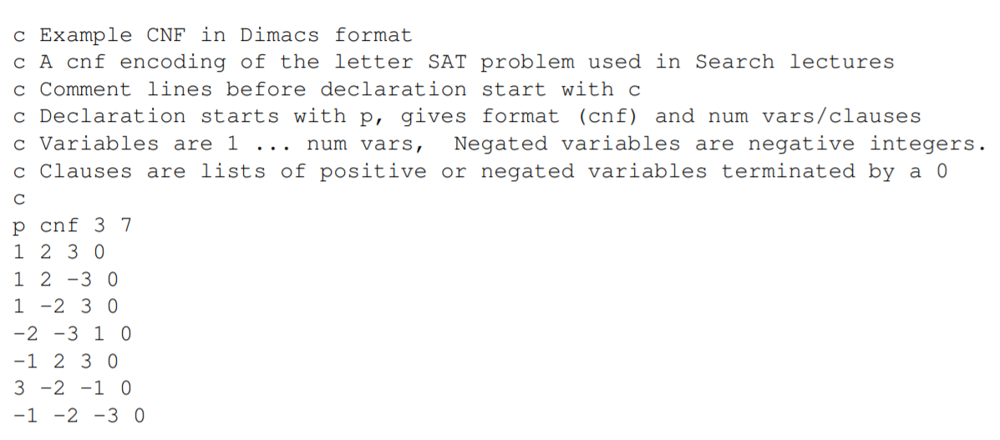 c Example CNF in Dimacs format
c A cnf encoding of the letter SAT problem used in Search lectures
c Comment lines before declaration start with c
c Declaration starts with p, gives format (cnf) and num vars/clauses
c Variables are 1 ... num vars, Negated variables are negative integers.
c Clauses are lists of positive or negated variables terminated by a 0
c
p cnf 3 7
1 2 3 0
1 2 -3 0
1 -2 3 0
-2 -3 1 0
-1 2 3 0
3 -2 -1 0
-1 -2 -3 0